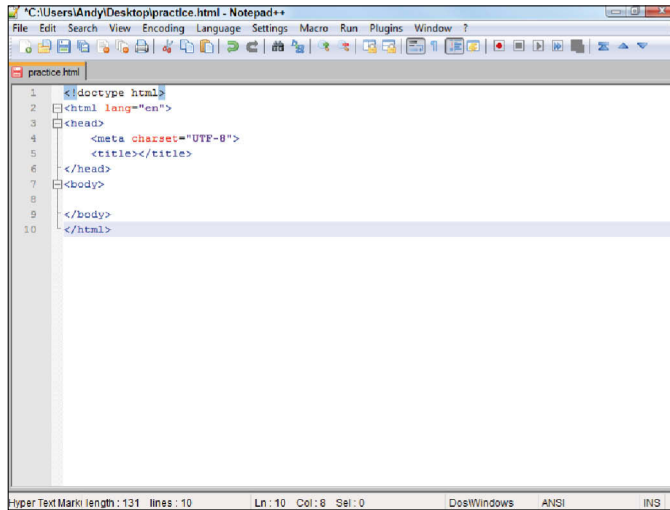 *C:\Users\Andy\Desktop\practice.html - Notepad++
File Edit Search View Encoding Language Settings Macro Run Plugins Window ?
practice.html
1 <!doctype html>
2 <html lang="en">
3 <head>
4 <meta charset="UTF-8">
5 <title></title>
6 </head>
7 <body>
8
9 </body>
10 </html>
Hyper Text Marki length : 131 lines : 10 Ln : 10 Col : 8 Sel : 0 Dos\Windows ANSI INS